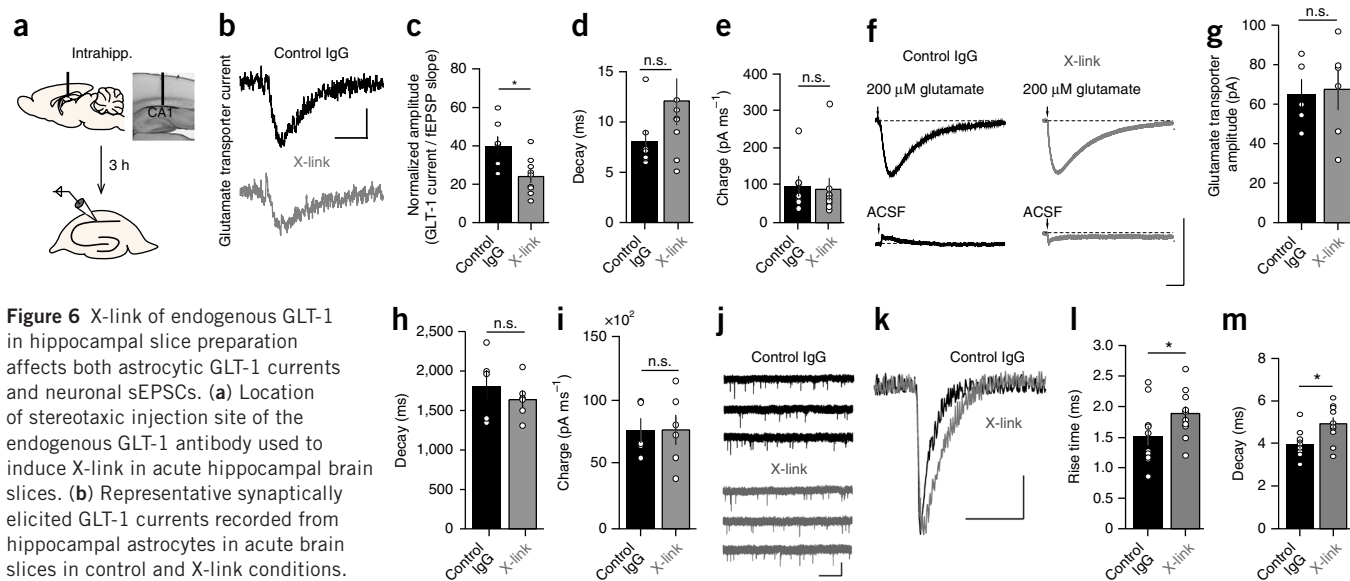 a
Intrahipp.
CA1
3 h
b
Control IgG
X-link
Glutamate transporter current
c
Normalized amplitude
(GLT-1 current / fEPSP slope)
80
60
40
20
0
*
Control
IgG
X-link
d
Decay (ms)
15
10
5
0
n.s.
Control
IgG
X-link
e
Charge (pA ms−1)
400
300
200
100
0
n.s.
Control
IgG
X-link
f
Control IgG
200 μM glutamate
ACSF
X-link
200 μM glutamate
ACSF
g
Glutamate transporter
amplitude (pA)
100
80
60
40
20
0
n.s.
Control
IgG
X-link
Figure 6 X-link of endogenous GLT-1
in hippocampal slice preparation
affects both astrocytic GLT-1 currents
and neuronal sEPSCs. (a) Location
of stereotaxic injection site of the
endogenous GLT-1 antibody used to
induce X-link in acute hippocampal brain
slices. (b) Representative synaptically
elicited GLT-1 currents recorded from
hippocampal astrocytes in acute brain
slices in control and X-link conditions.
h
Decay (ms)
2,500
2,000
1,500
1,000
500
0
n.s.
Control
IgG
X-link
i
×10²
Charge (pA ms−1)
150
100
50
0
n.s.
Control
IgG
X-link
j
Control IgG
X-link
k
Control IgG
X-link
l
Rise time (ms)
3.0
2.5
2.0
1.5
1.0
0.5
0
*
Control
IgG
X-link
m
Decay (ms)
8
6
4
2
0
*
Control
IgG
X-link